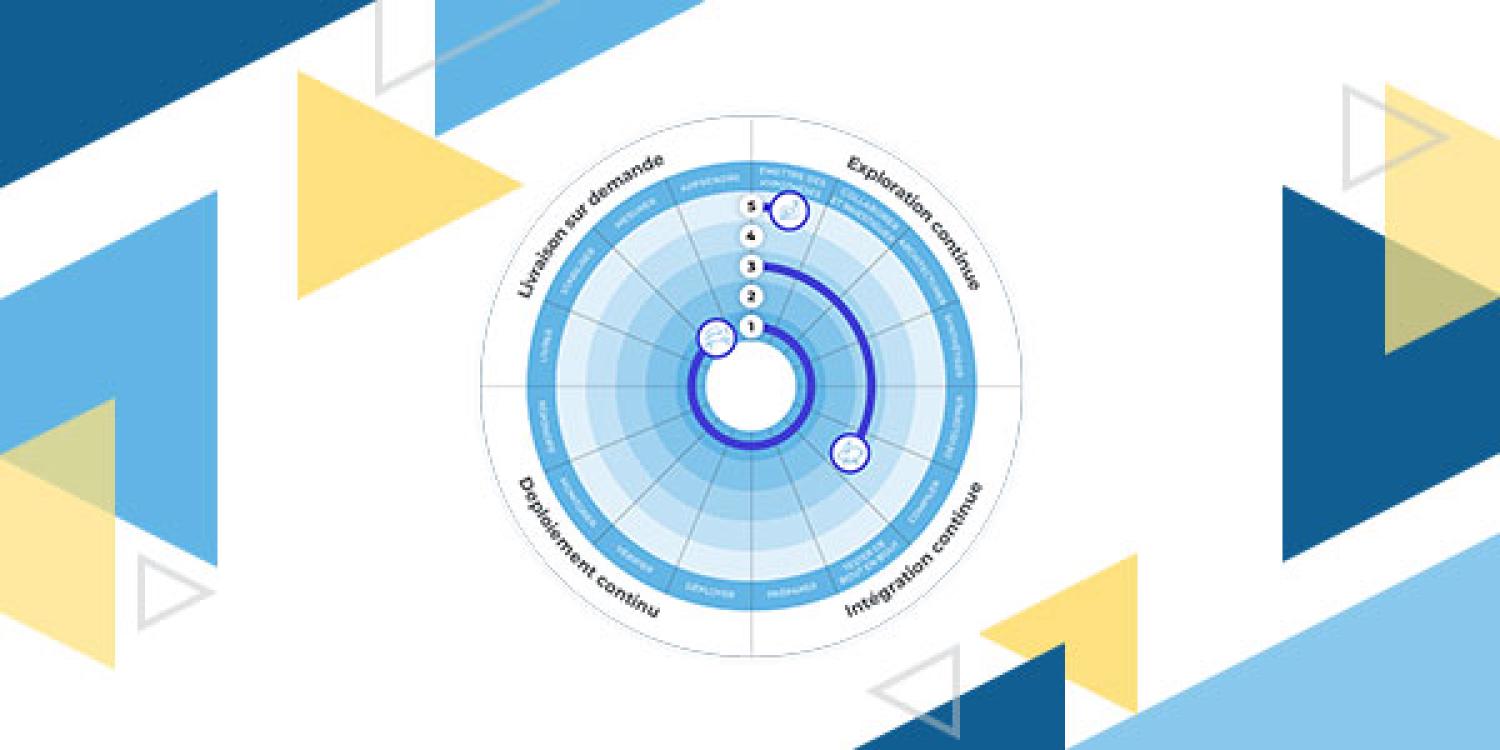 Livraison sur demande
Exploration continue
APPRENDRE
ÉMETTRE DES
HYPOTHÈSES
COLLABORER
ET RECHERCHER
MESURER
ARCHITECTURER
STABILISER
SYNTHÉTISER
LIVRER
5
4
3
2
1
RÉPONDRE
DÉVELOPPER
MONITORER
COMPILER
VÉRIFIER
TESTER DE
BOUT EN BOUT
DÉPLOYER
PRÉPARER
Déploiement continu
Intégration continue